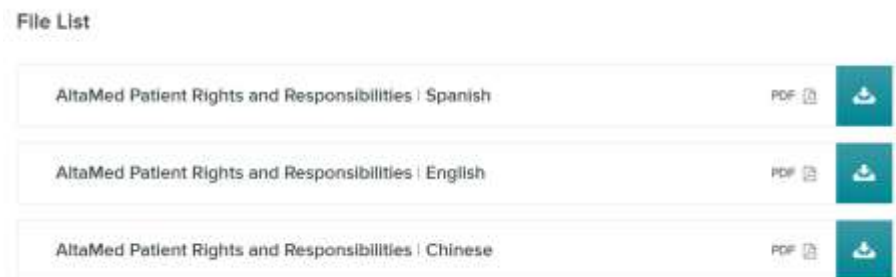 File List
AltaMed Patient Rights and Responsibilities | Spanish PDF
AltaMed Patient Rights and Responsibilities | English PDF
AltaMed Patient Rights and Responsibilities | Chinese PDF